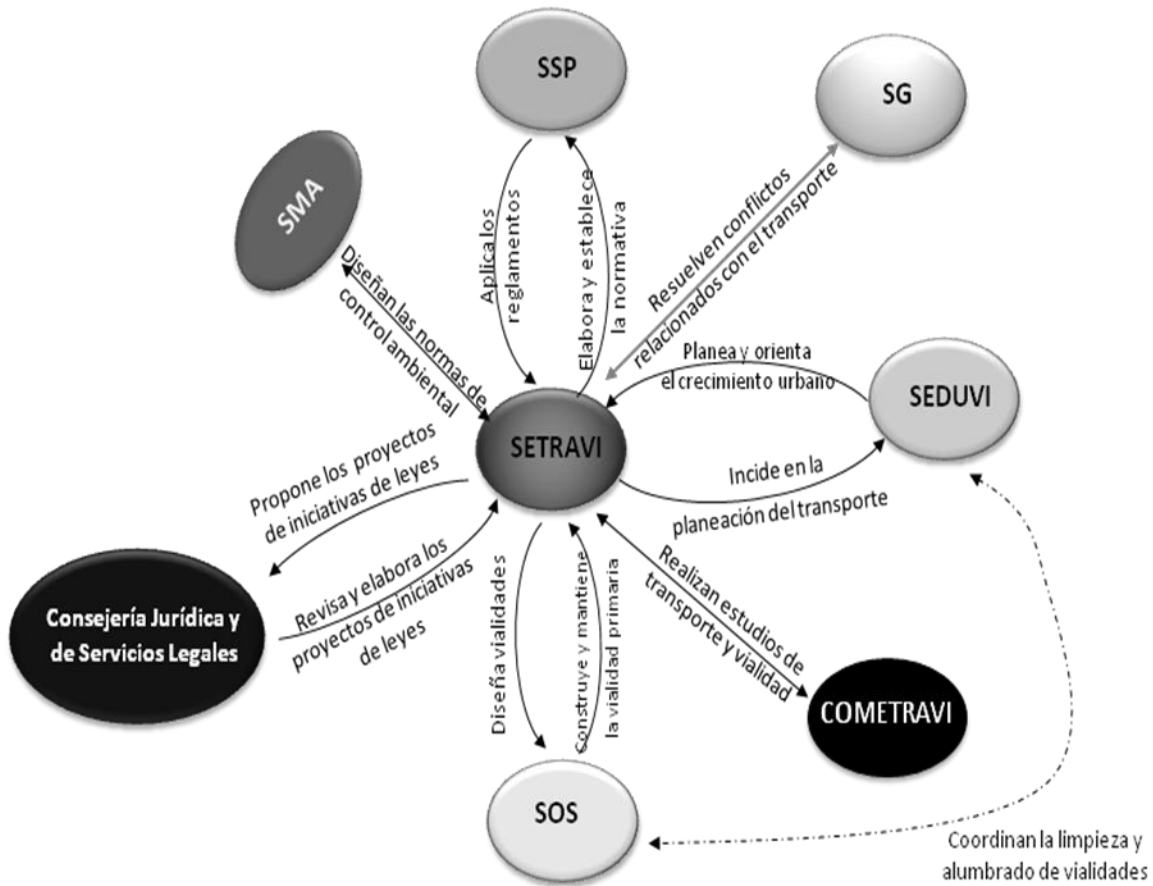 SSP
SG
SMA
Aplica los
reglamentos
Elabora y establece
la normativa
Resuelven conflictos
relacionados con el transporte
Diseñan las normas de
control ambiental
Planea y orienta
el crecimiento urbano
SEDUVI
SETRAVI
Incide en la
planeación del transporte
Propone los proyectos
de iniciativas de leyes
Revisa y elabora los
proyectos de iniciativas
de leyes
Consejería Jurídica y
de Servicios Legales
Diseña vialidades
Construye y mantiene
la vialidad primaria
Realizan estudios de
transporte y vialidad
COMETRAVI
SOS
Coordinan la limpieza y
alumbrado de vialidades